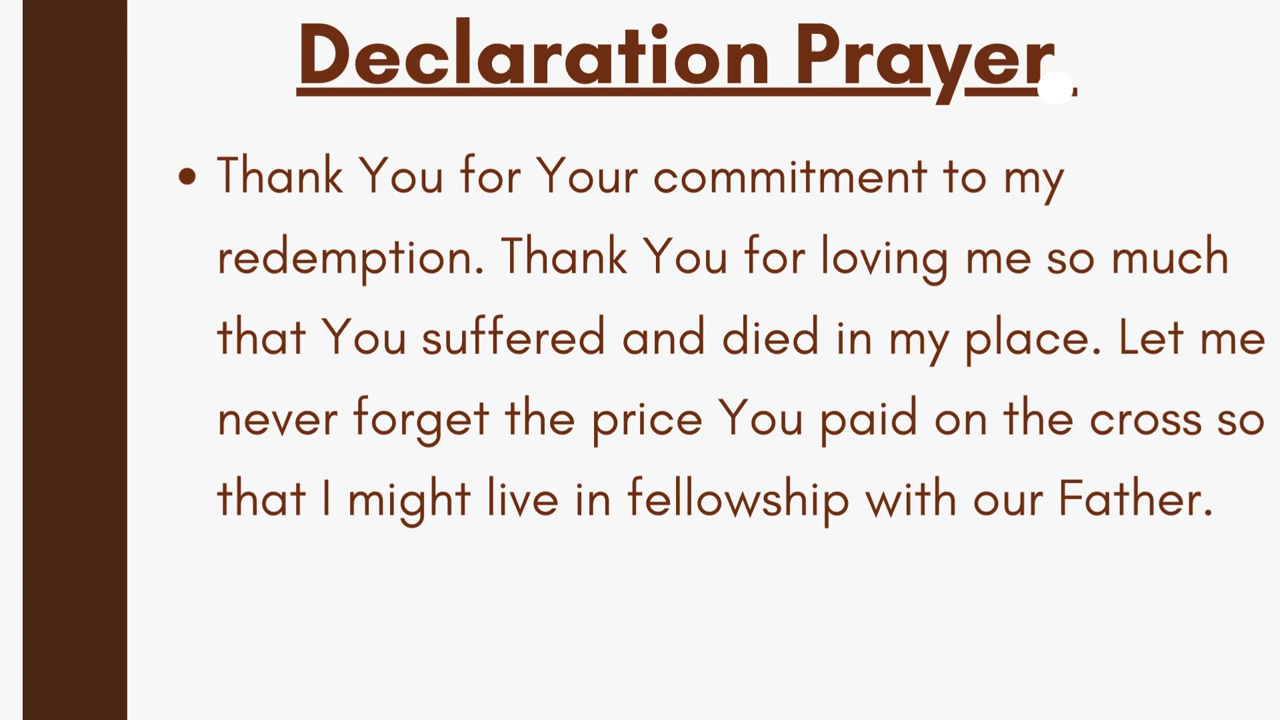 Declaration Prayer
• Thank You for Your commitment to my
redemption. Thank You for loving me so much
that You suffered and died in my place. Let me
never forget the price You paid on the cross so
that I might live in fellowship with our Father.